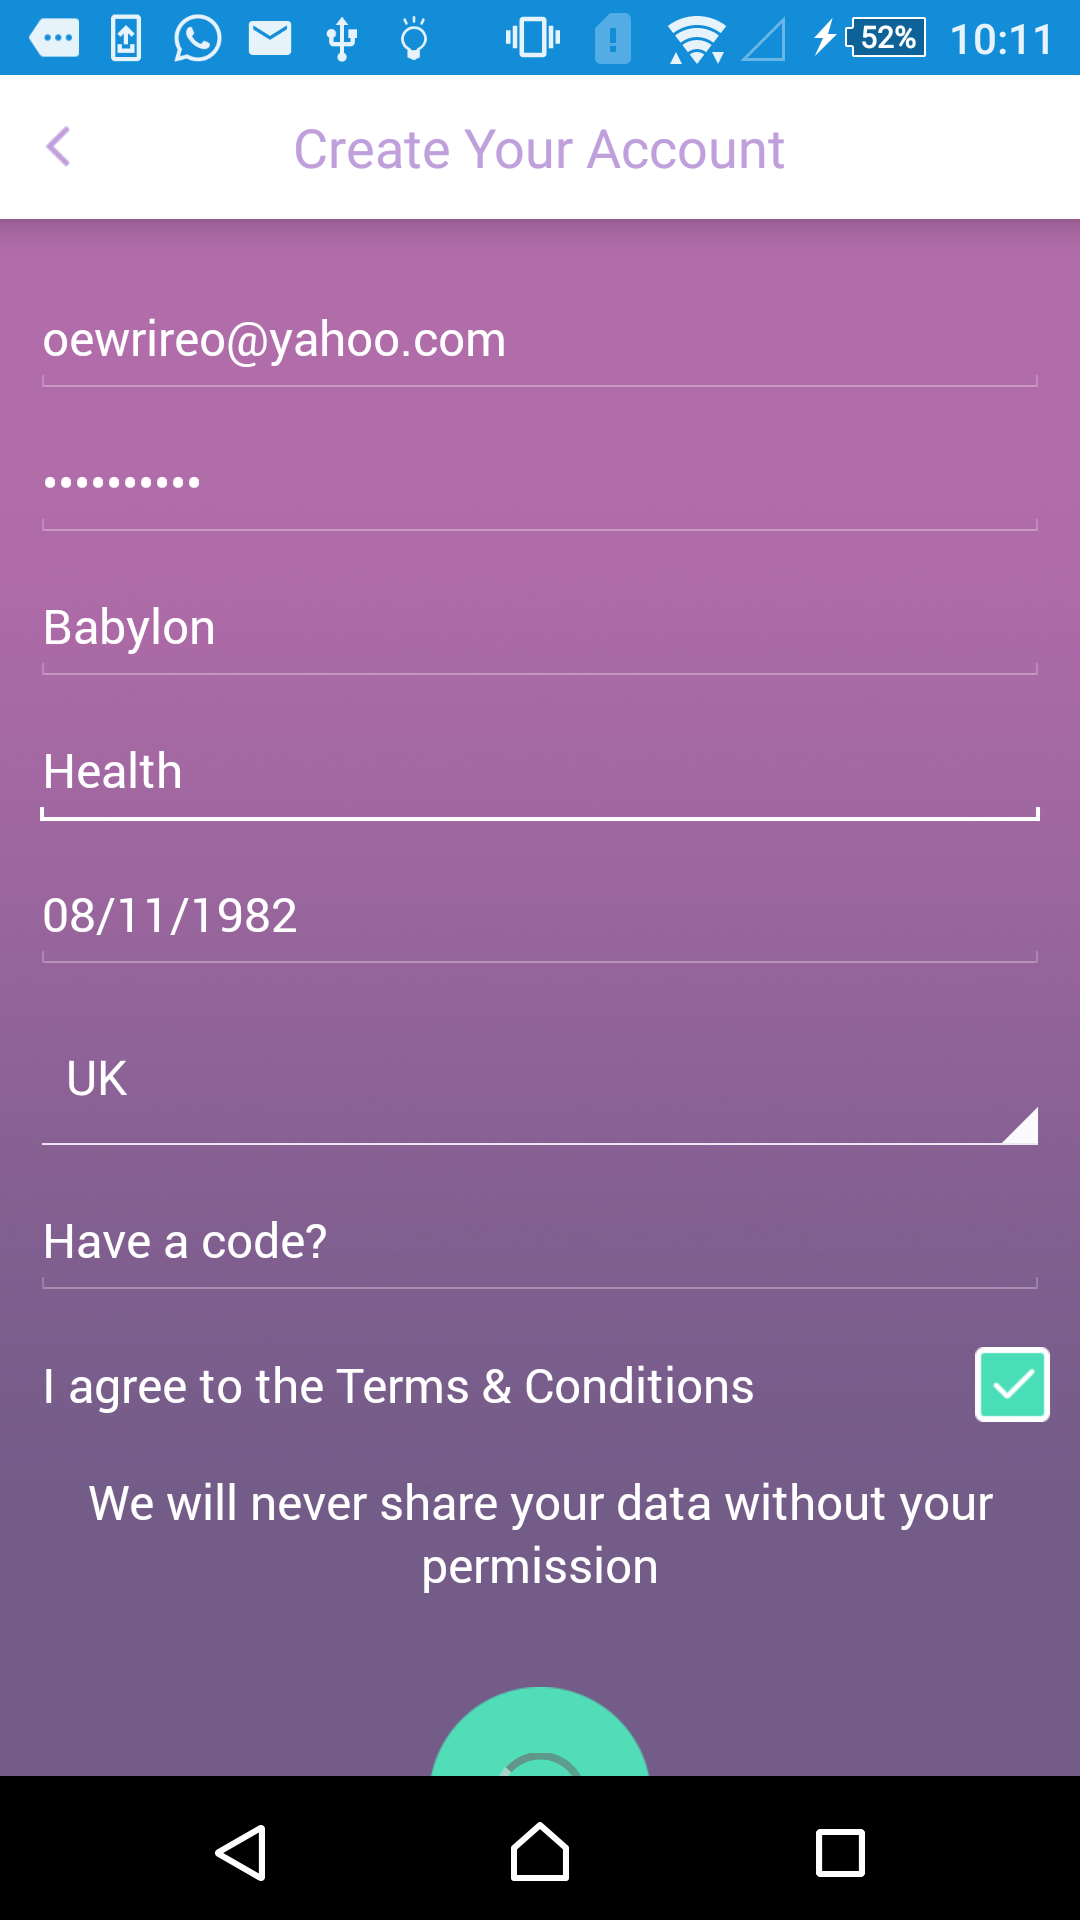 52% 10:11
Create Your Account
oewrireo@yahoo.com
••••••••••
Babylon
Health
08/11/1982
UK
Have a code?
I agree to the Terms & Conditions
We will never share your data without your
permission